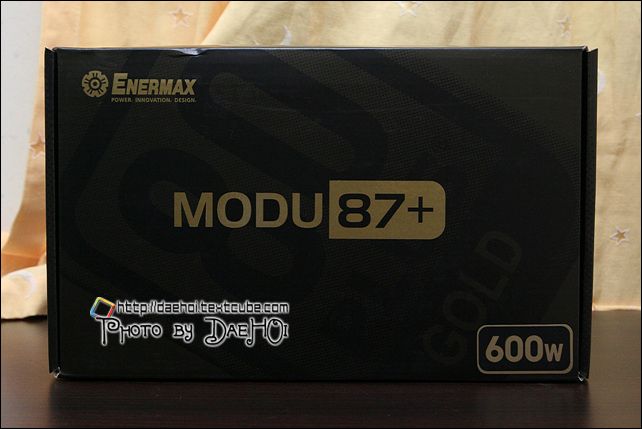 ENERMAX
POWER. INNOVATION. DESIGN.
MODU 87+
GOLD
http://daehoi.textcube.com
PHOTO BY DAEHOi
600W